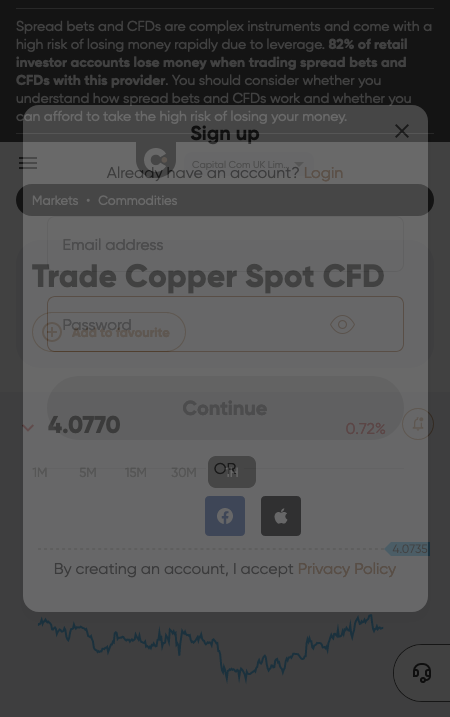 Spread bets and CFDs are complex instruments and come with a
high risk of losing money rapidly due to leverage. 82% of retail
investor accounts lose money when trading spread bets and
CFDs with this provider. You should consider whether you
understand how spread bets and CFDs work and whether you
can afford to take the high risk of losing your money.
Sign up
Capital Com UK Lim...
Already have an account? Login
Markets • Commodities
Email address
Trade Copper Spot CFD
Password
Add to favourite
Continue
4.0770
0.72%
1M 5M 15M 30M 1H
OR
4.0735
By creating an account, I accept Privacy Policy